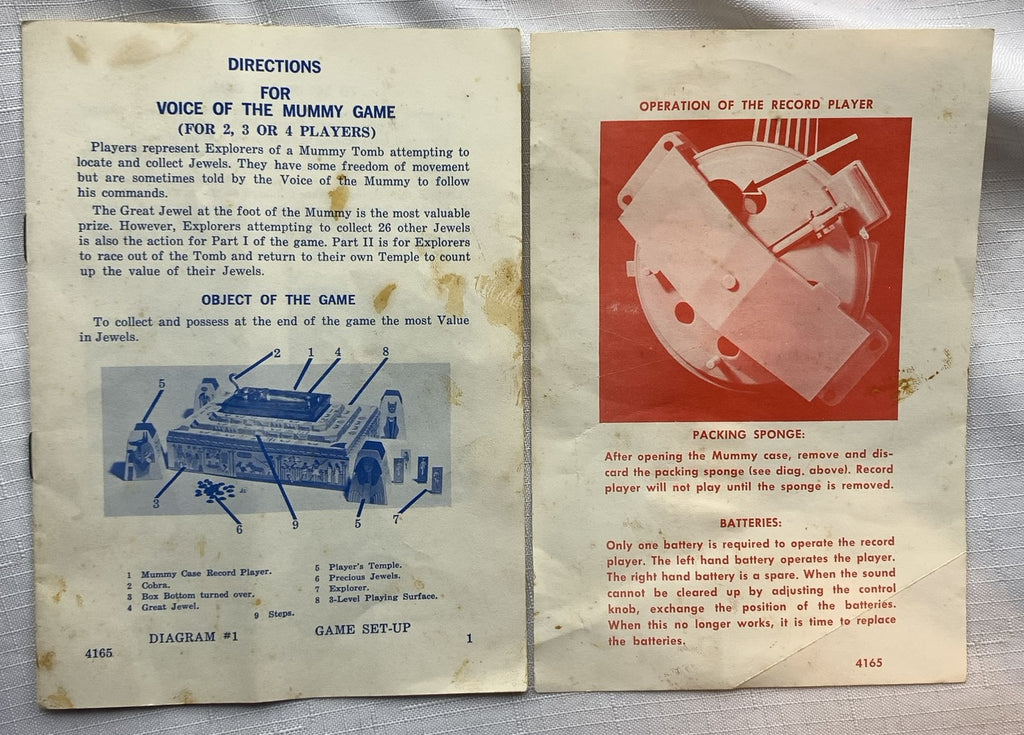 DIRECTIONS
FOR
VOICE OF THE MUMMY GAME
(FOR 2, 3 OR 4 PLAYERS)
Players represent Explorers of a Mummy Tomb attempting to
locate and collect Jewels. They have some freedom of movement
but are sometimes told by the Voice of the Mummy to follow
his commands.
The Great Jewel at the foot of the Mummy is the most valuable
prize. However, Explorers attempting to collect 26 other Jewels
is also the action for Part I of the game. Part II is for Explorers
to race out of the Tomb and return to their own Temple to count
up the value of their Jewels.
OBJECT OF THE GAME
To collect and possess at the end of the game the most Value
in Jewels.
2 1 4 8
5
3
6
9
5
7
1 Mummy Case Record Player.
2 Cobra.
3 Box Bottom turned over.
4 Great Jewel.
5 Player's Temple.
6 Precious Jewels.
7 Explorer.
8 3-Level Playing Surface.
9 Steps.
DIAGRAM #1
GAME SET-UP
1
4165
OPERATION OF THE RECORD PLAYER
PACKING SPONGE:
After opening the Mummy case, remove and dis-
card the packing sponge (see diag. above). Record
player will not play until the sponge is removed.
BATTERIES:
Only one battery is required to operate the record
player. The left hand battery operates the player.
The right hand battery is a spare. When the sound
cannot be cleared up by adjusting the control
knob, exchange the position of the batteries.
When this no longer works, it is time to replace
the batteries.
4165